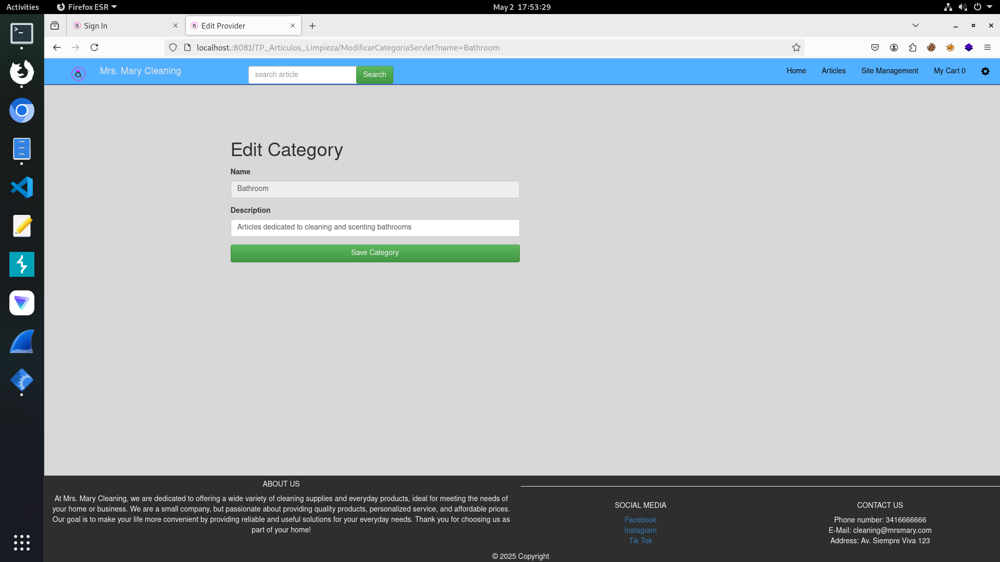 Activities
Firefox ESR
May 2 17:53:29
Sign In
Edit Provider
localhost.:8081/TP_Articulos_Limpieza/ModificarCategoriaServlet?name=Bathroom
Mrs. Mary Cleaning
search article
Search
Home
Articles
Site Management
My Cart 0
Edit Category
Name
Bathroom
Description
Articles dedicated to cleaning and scenting bathrooms
Save Category
ABOUT US
At Mrs. Mary Cleaning, we are dedicated to offering a wide variety of cleaning supplies and everyday products, ideal for meeting the needs of
your home or business. We are a small company, but passionate about providing quality products, personalized service, and affordable prices.
Our goal is to make your life more convenient by providing reliable and useful solutions for your everyday needs. Thank you for choosing us as
part of your home!
SOCIAL MEDIA
Facebook
Instagram
Tik Tok
CONTACT US
Phone number: 3416666666
E-Mail: cleaning@mrsmary.com
Address: Av. Siempre Viva 123
© 2025 Copyright